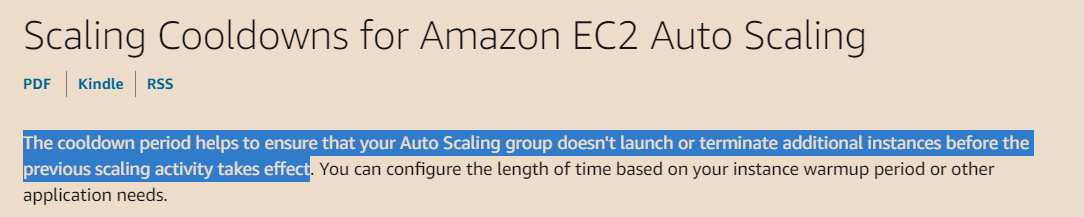 Scaling Cooldowns for Amazon EC2 Auto Scaling
PDF Kindle RSS
The cooldown period helps to ensure that your Auto Scaling group doesn't launch or terminate additional instances before the
previous scaling activity takes effect. You can configure the length of time based on your instance warmup period or other
application needs.